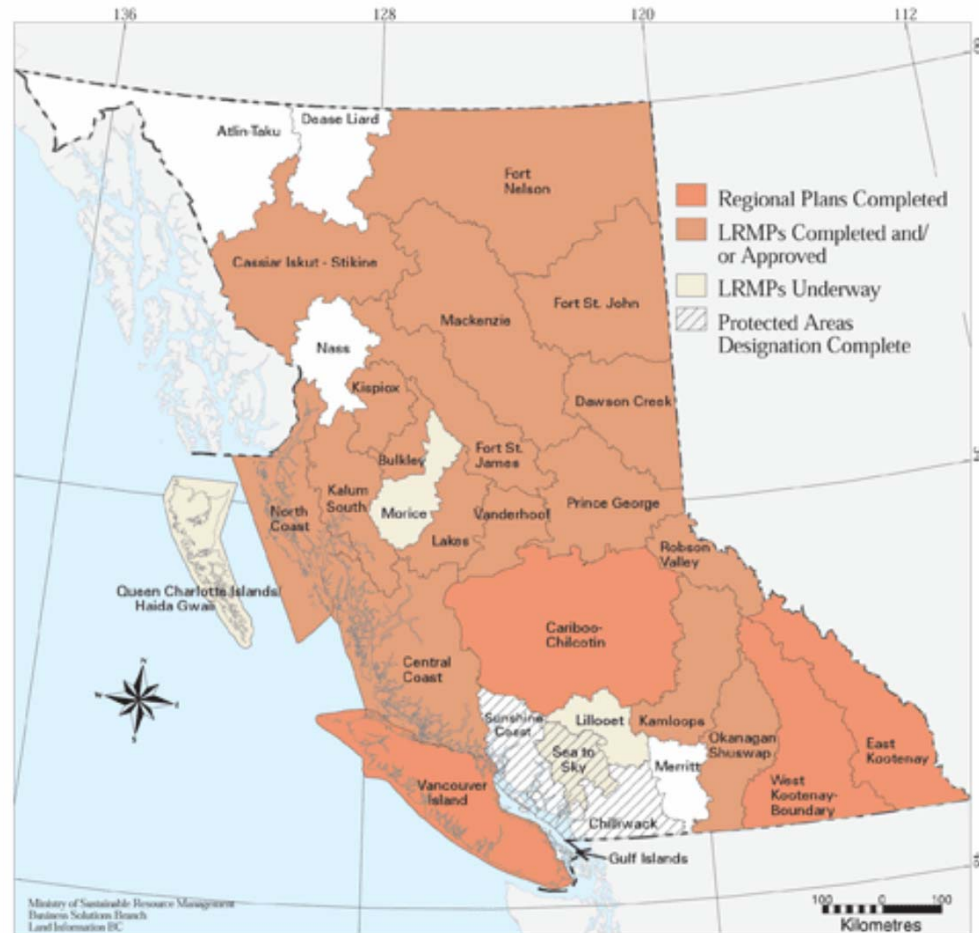 136
128
120
112
Atlin-Taku
Dease Liard
Fort
Nelson
Regional Plans Completed
LRMPs Completed and/
or Approved
LRMPs Underway
Protected Areas
Designation Complete
Cassiar Iskut - Stikine
Fort St. John
Mackenzie
Nass
Kispiox
Dawson Creek
Bulkley
Fort St.
James
Kalum
South
North
Coast
Morice
Vanderhoof
Prince George
Lakes
Robson
Valley
Queen Charlotte Islands/
Haida Gwaii
Cariboo-
Chilcotin
Central
Coast
N
W
E
S
Sunshine
Coast
Lillooet
Kamloops
Okanagan
Shuswap
East
Kootenay
Sea to
Sky
Merritt
Vancouver
Island
West
Kootenay-
Boundary
Chilliwack
Gulf Islands
Ministry of Sustainable Resource Management
Business Solutions Branch
Land Information BC
100 0 100
Kilometres